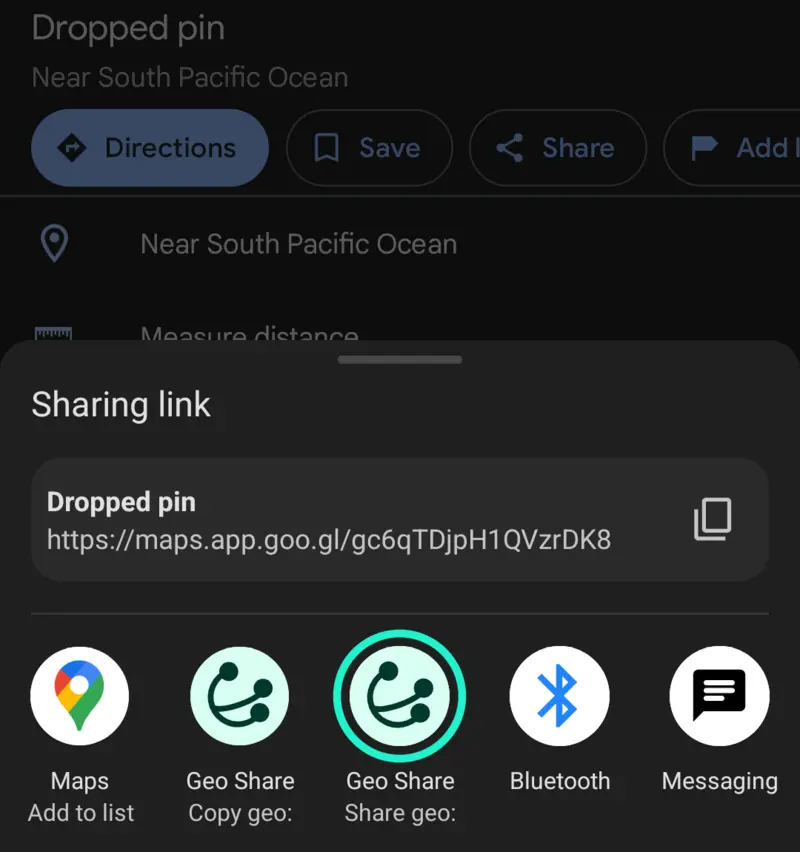 Dropped pin
Near South Pacific Ocean
Directions
Save
Share
Add
Near South Pacific Ocean
Measure distance
Sharing link
Dropped pin
https://maps.app.goo.gl/gc6qTDjpH1QVzrDK8
Maps
Add to list
Geo Share
Copy geo:
Geo Share
Share geo:
Bluetooth
Messaging